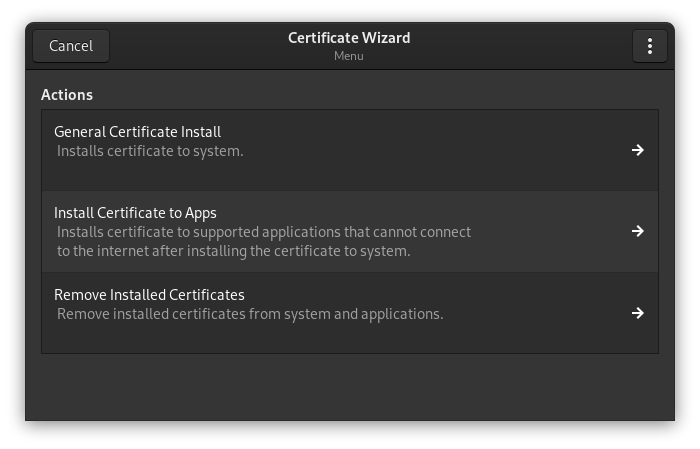 Cancel
Certificate Wizard
Menu
Actions
General Certificate Install
Installs certificate to system.
Install Certificate to Apps
Installs certificate to supported applications that cannot connect
to the internet after installing the certificate to system.
Remove Installed Certificates
Remove installed certificates from system and applications.